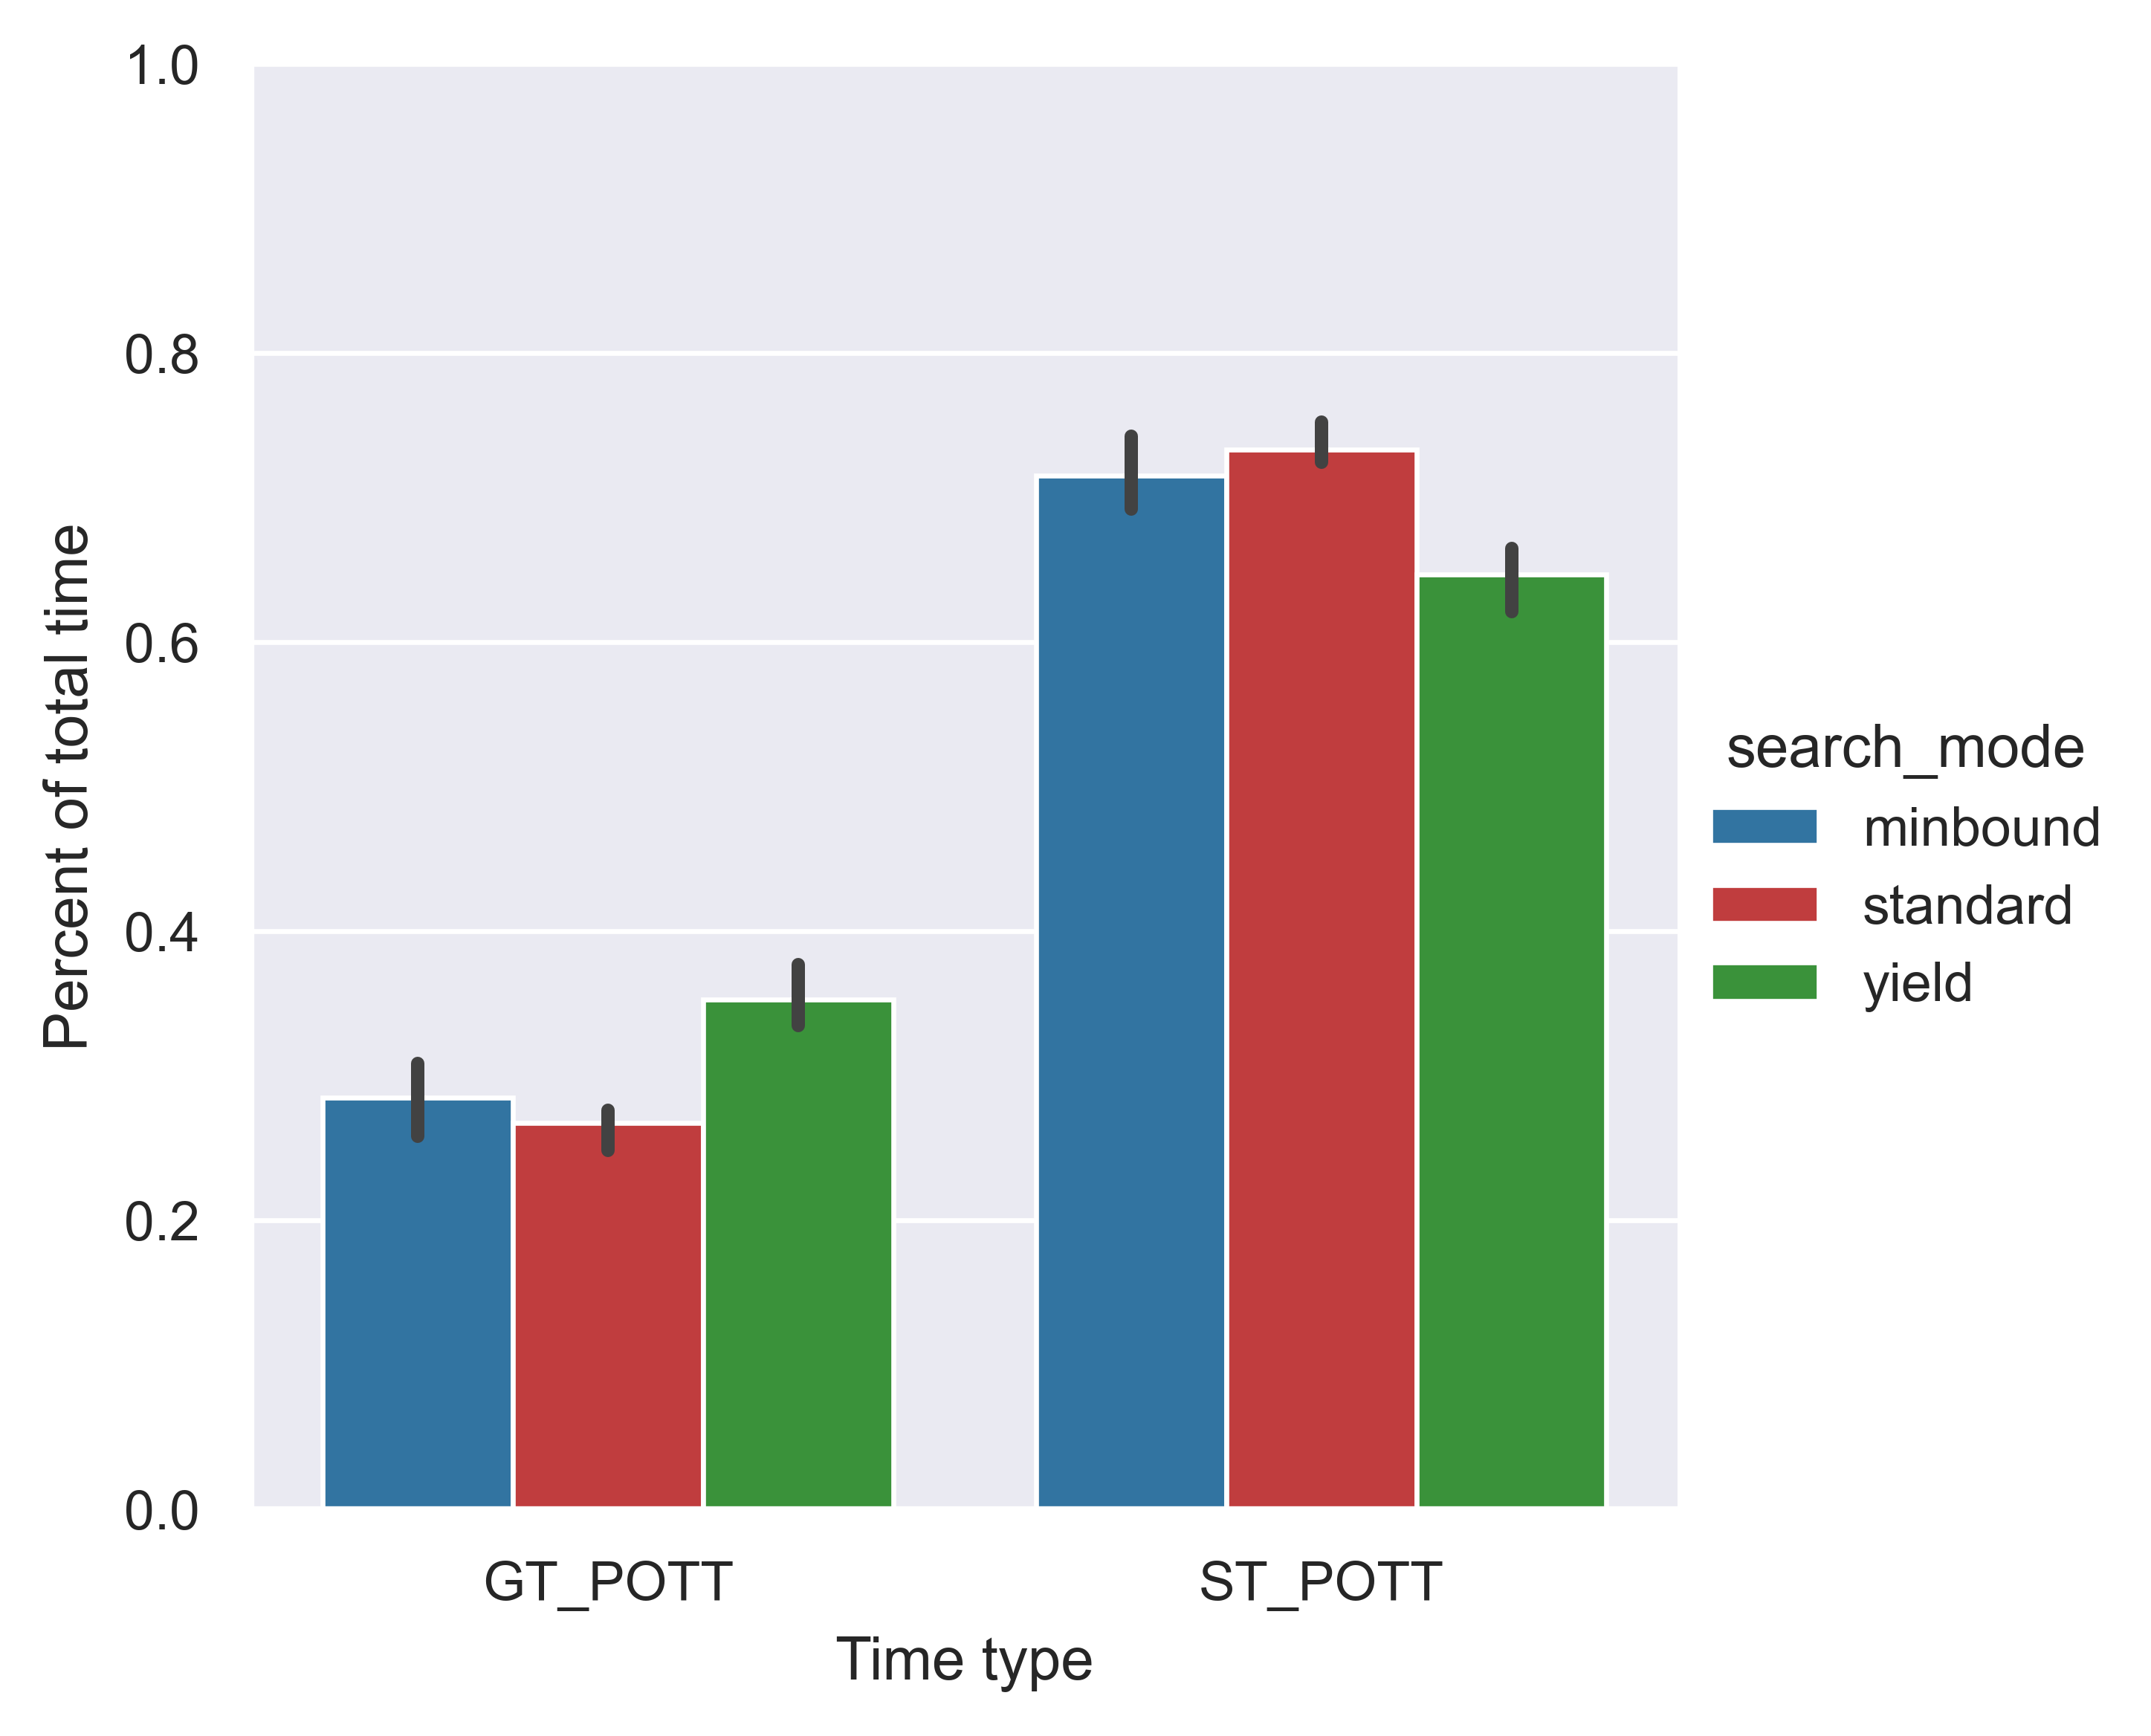 1.0
0.8
0.6
0.4
0.2
0.0
Percent of total time
GT_POTT
ST_POTT
Time type
search_mode
minbound
standard
yield